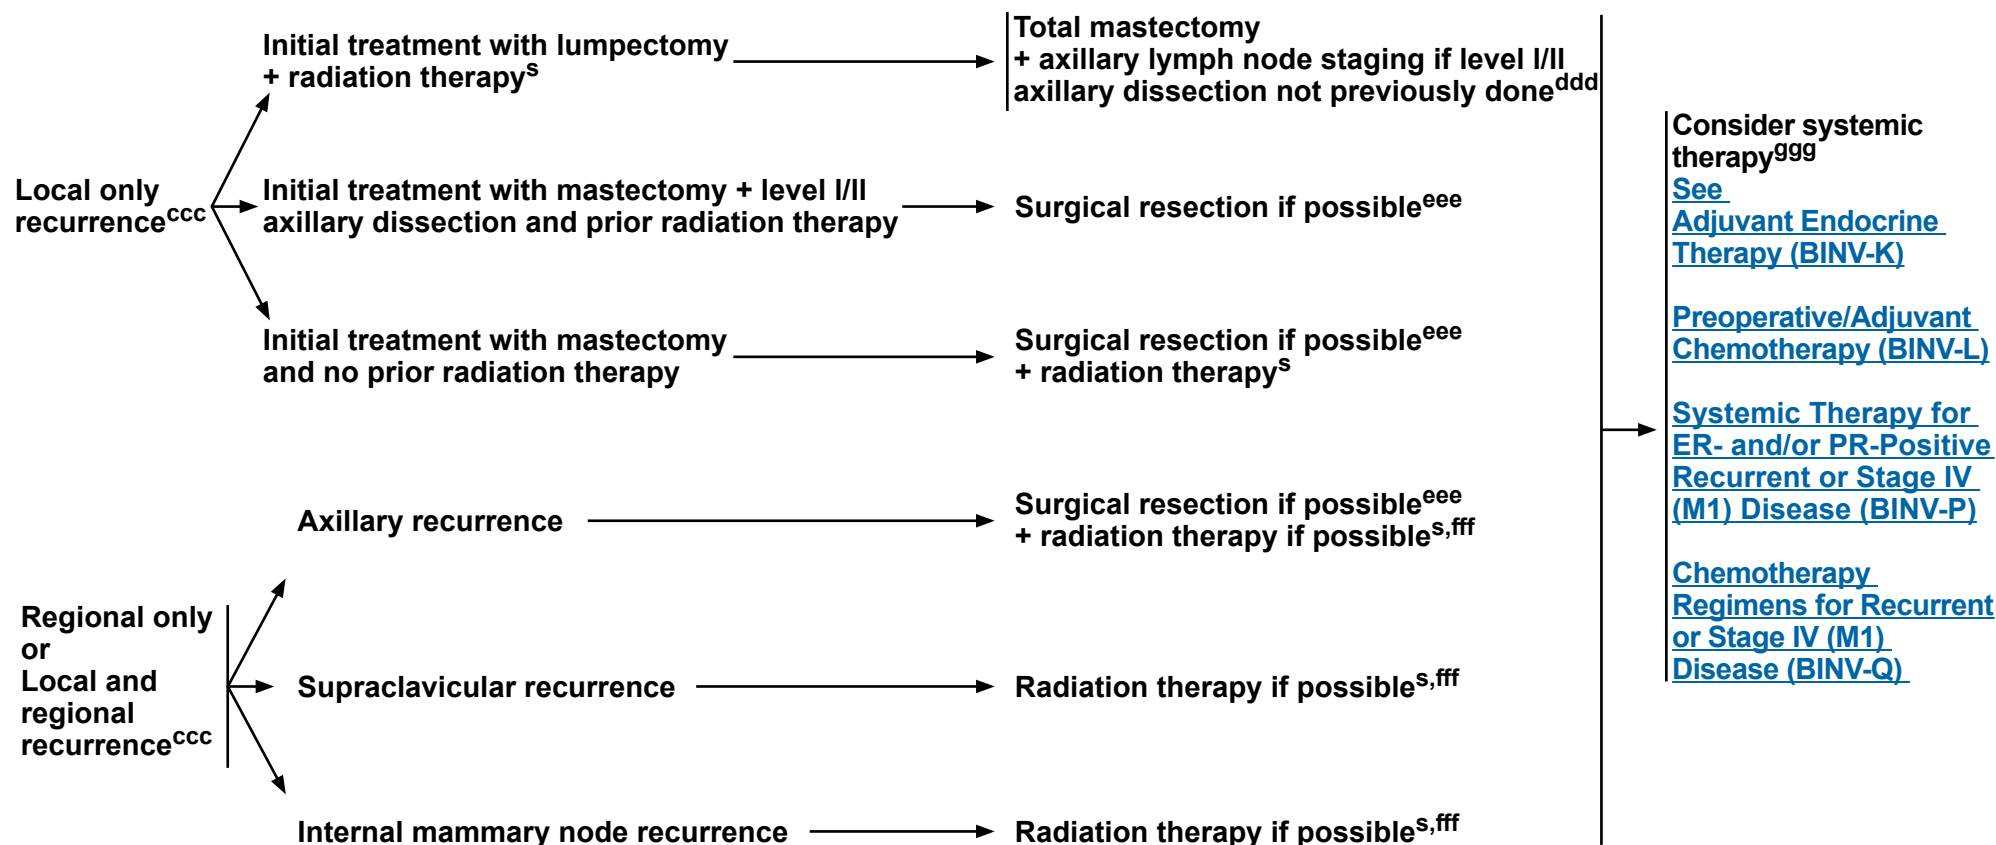 Local only
recurrenceccc
Initial treatment with lumpectomy
+ radiation therapys
Total mastectomy
+ axillary lymph node staging if level I/II
axillary dissection not previously doneddd
Initial treatment with mastectomy + level I/II
axillary dissection and prior radiation therapy
Surgical resection if possibleeee
Initial treatment with mastectomy
and no prior radiation therapy
Surgical resection if possibleeee
+ radiation therapys
Regional only
or
Local and
regional
recurrenceccc
Axillary recurrence
Surgical resection if possibleeee
+ radiation therapy if possibles,fff
Supraclavicular recurrence
Radiation therapy if possibles,fff
Internal mammary node recurrence
Radiation therapy if possibles,fff
Consider systemic
therapyggg
See
Adjuvant Endocrine
Therapy (BINV-K)
Preoperative/Adjuvant
Chemotherapy (BINV-L)
Systemic Therapy for
ER- and/or PR-Positive
Recurrent or Stage IV
(M1) Disease (BINV-P)
Chemotherapy
Regimens for Recurrent
or Stage IV (M1)
Disease (BINV-Q)